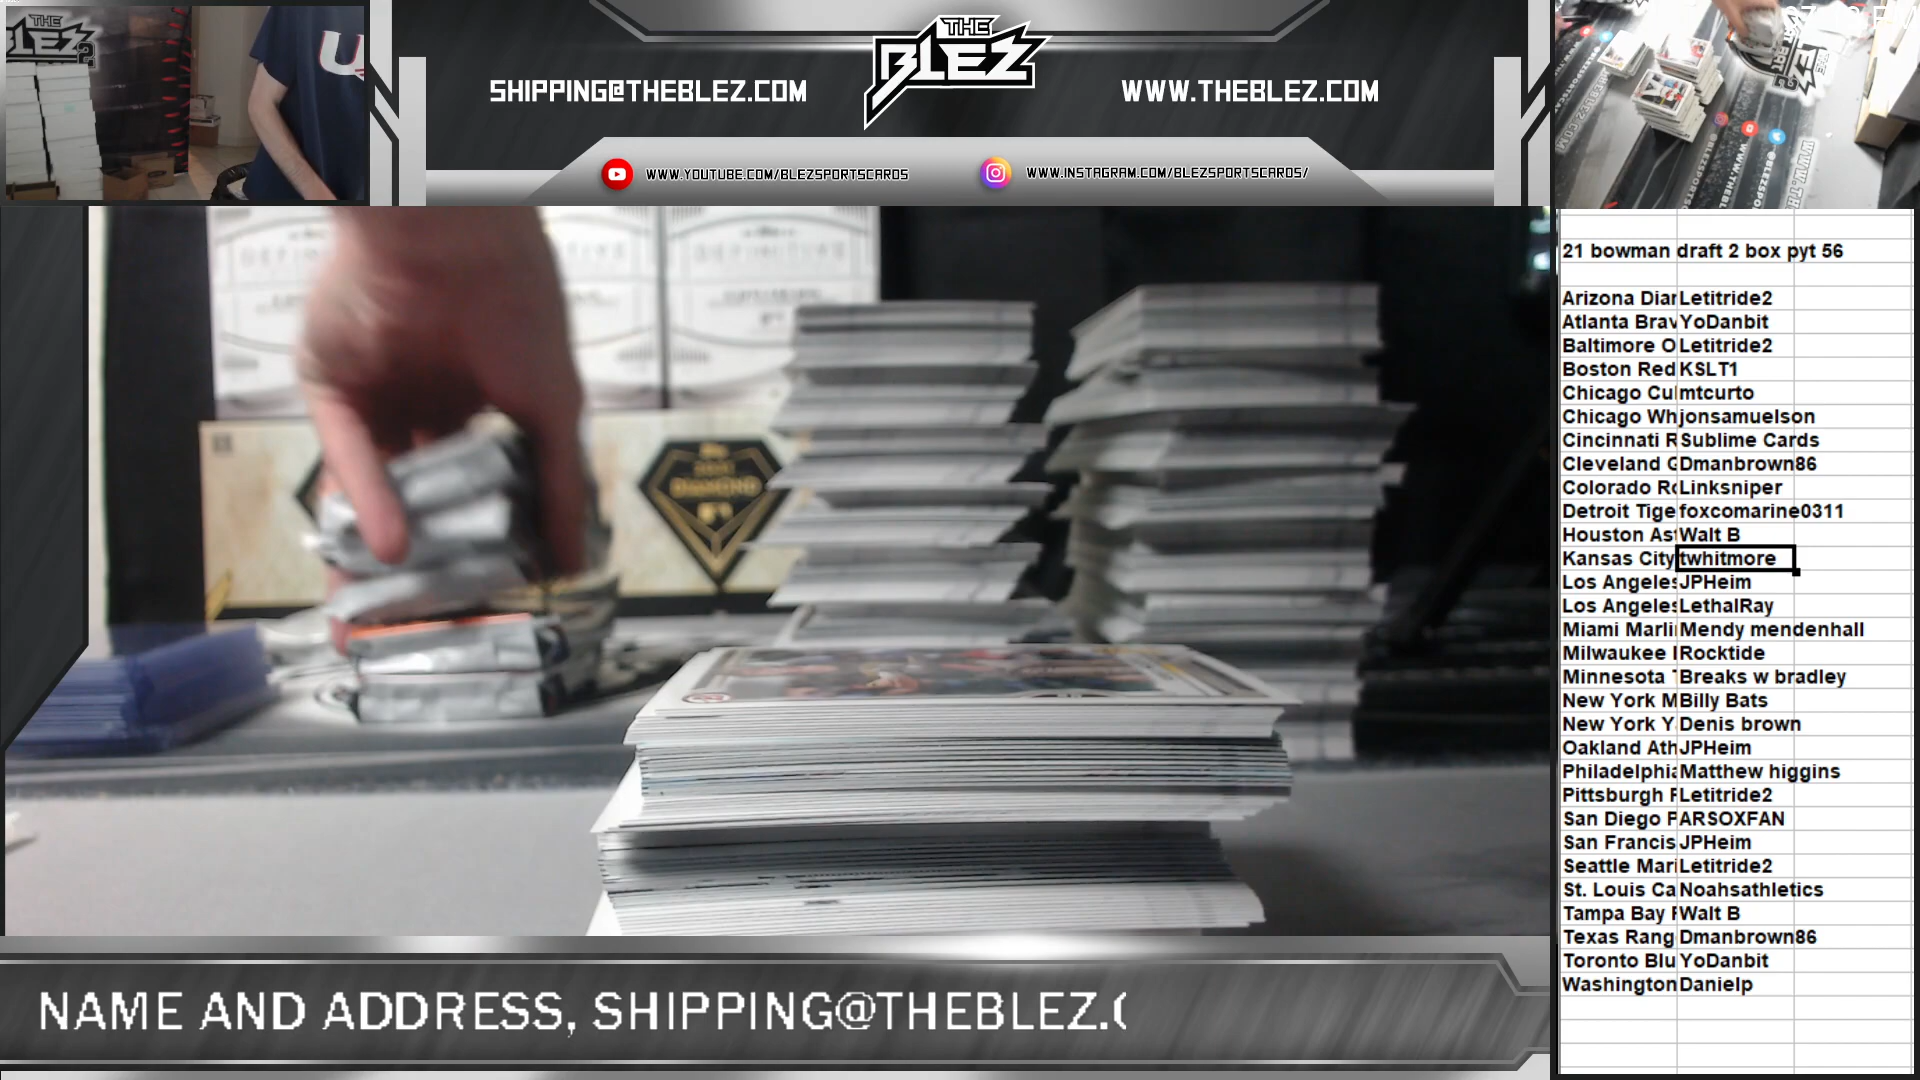 THE
BLEZ
SHIPPING@THEBLEZ.COM
WWW.THEBLEZ.COM
WWW.YOUTUBE.COM/BLEZSPORTSCARDS
WWW.INSTAGRAM.COM/BLEZSPORTSCARDS/
21 bowman draft 2 box pyt 56
Arizona Diar Letitride2
Atlanta Brav YoDanbit
Baltimore O Letitride2
Boston Red KSLT1
Chicago Cu mtcurto
Chicago Wh jonsamuelson
Cincinnati R Sublime Cards
Cleveland G Dmanbrown86
Colorado Ro Linksniper
Detroit Tige foxcomarine0311
Houston Ast Walt B
Kansas City twhitmore
Los Angeles JPHeim
Los Angeles LethalRay
Miami Marli Mendy mendenhall
Milwaukee Rocktide
Minnesota Breaks w bradley
New York M Billy Bats
New York Y Denis brown
Oakland Ath JPHeim
Philadelphia Matthew higgins
Pittsburgh P Letitride2
San Diego P ARSOXFAN
San Francis JPHeim
Seattle Mari Letitride2
St. Louis Ca Noahsathletics
Tampa Bay R Walt B
Texas Rang Dmanbrown86
Toronto Blu YoDanbit
Washington Danielp
DIAMOND
NAME AND ADDRESS, SHIPPING@THEBLEZ.(